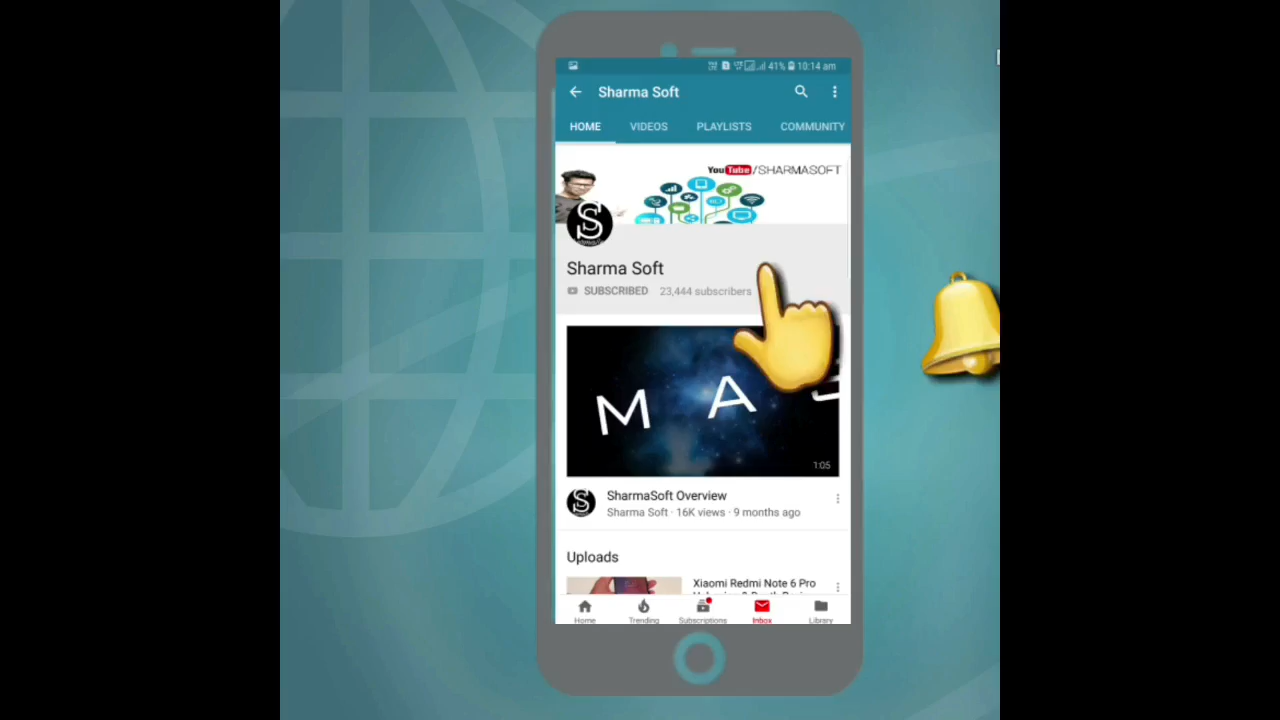 41% 10:14 am
Sharma Soft
HOME VIDEOS PLAYLISTS COMMUNITY
YouTube/SHARMASOFT
S
Sharma Soft
SUBSCRIBED 23,444 subscribers
M A
1:05
S
SharmaSoft Overview
Sharma Soft · 16K views · 9 months ago
Uploads
Xiaomi Redmi Note 6 Pro
Home Trending Subscriptions Inbox Library